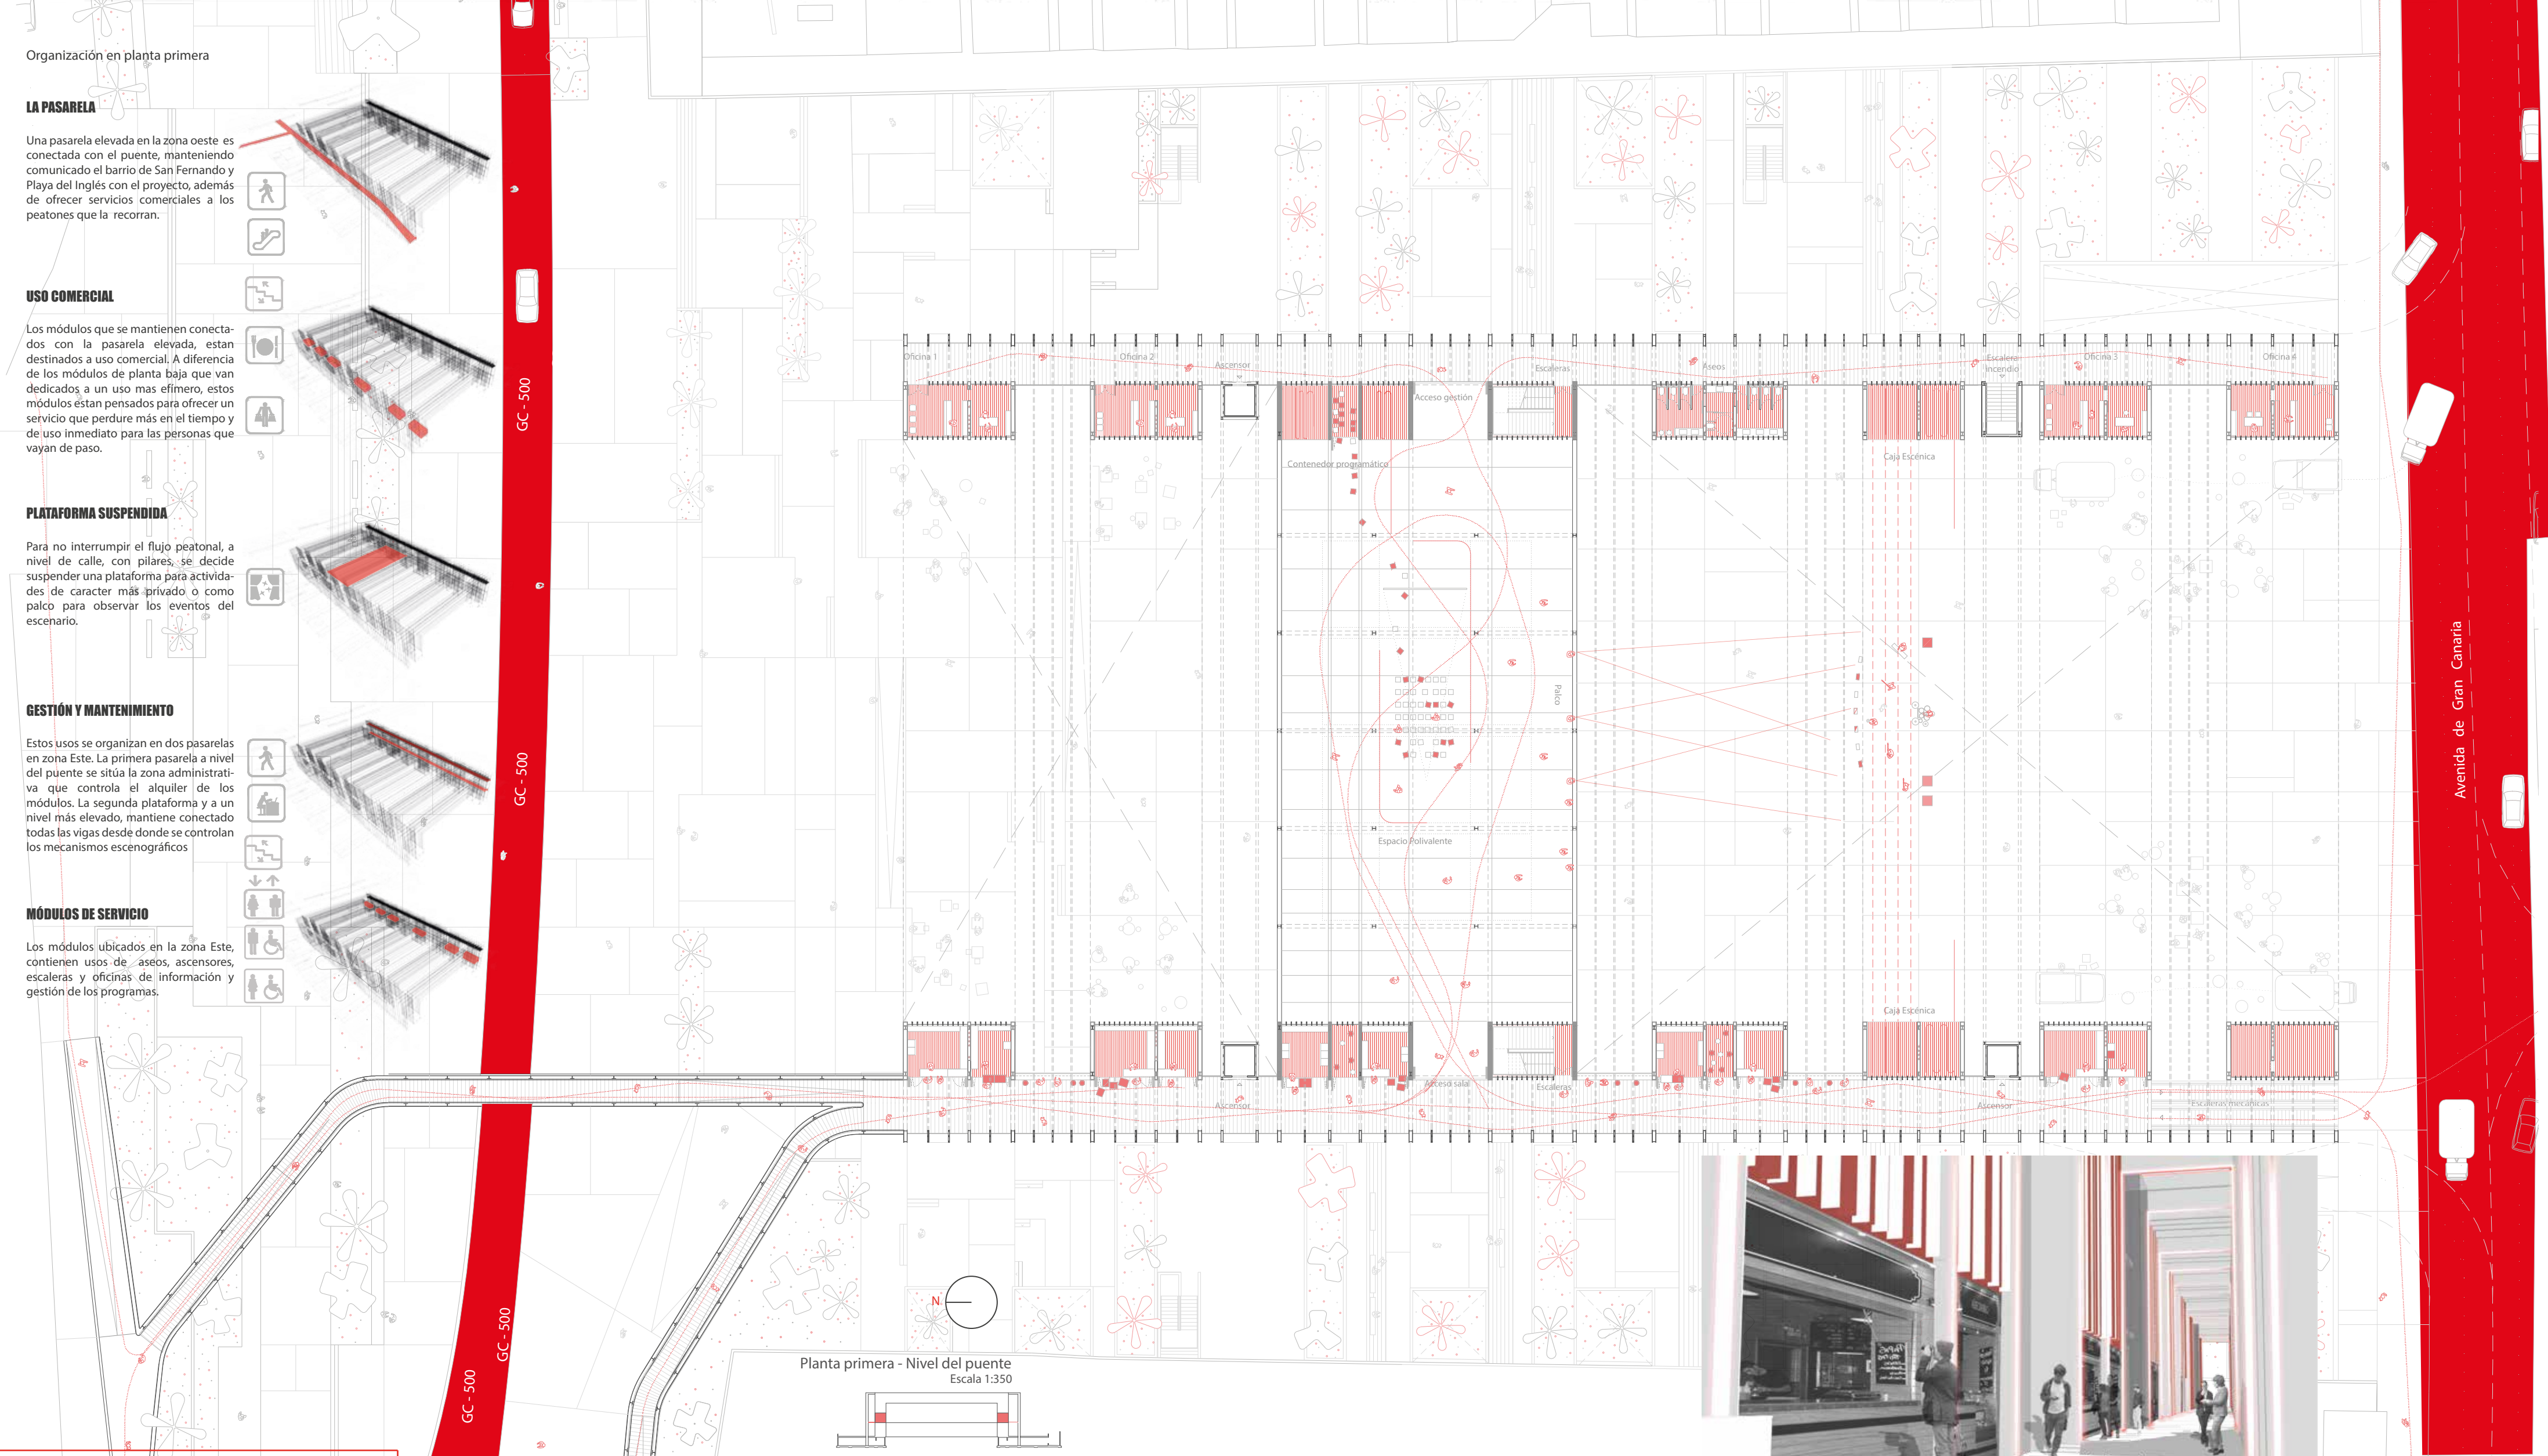 Organización en planta primera
LA PASARELA
Una pasarela elevada en la zona oeste es
conectada con el puente, manteniendo
comunicado el barrio de San Fernando y
Playa del Inglés con el proyecto, además
de ofrecer servicios comerciales a los
peatones que la recorran.
USO COMERCIAL
Los módulos que se mantienen conecta-
dos con la pasarela elevada, estan
destinados a uso comercial. A diferencia
de los módulos de planta baja que van
dedicados a un uso mas efímero, estos
módulos estan pensados para ofrecer un
servicio que perdure más en el tiempo y
de uso inmediato para las personas que
vayan de paso.
PLATAFORMA SUSPENDIDA
Para no interrumpir el flujo peatonal, a
nivel de calle, con pilares, se decide
suspender una plataforma para activida-
des de caracter más privado o como
palco para observar los eventos del
escenario.
GESTIÓN Y MANTENIMIENTO
Estos usos se organizan en dos pasarelas
en zona Este. La primera pasarela a nivel
del puente se sitúa la zona administrati-
va que controla el alquiler de los
módulos. La segunda plataforma y a un
nivel más elevado, mantiene conectado
todas las vigas desde donde se controlan
los mecanismos escenográficos
MÓDULOS DE SERVICIO
Los módulos ubicados en la zona Este,
contienen usos de aseos, ascensores,
escaleras y oficinas de información y
gestión de los programas.
GC - 500
GC - 500
GC - 500
GC - 500
Oficina 1
Oficina 2
Ascensor
Escaleras
Aseos
Escalera
Incendio
Oficina 3
Oficina 4
Acceso gestión
Contenedor programático
Caja Escénica
Palco
Espacio Polivalente
Caja Escénica
Acceso sala
Escaleras
Ascensor
Ascensor
Escaleras mecánicas
Avenida de Gran Canaria
N.
Planta primera - Nivel del puente
Escala 1:350